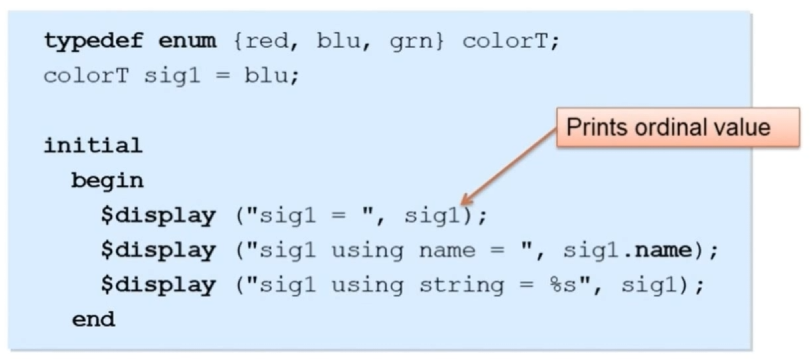 typedef enum {red, blu, grn} colorT;
colorT sig1 = blu;
Prints ordinal value
initial
begin
$display ("sig1 = ", sig1);
$display ("sig1 using name = ", sig1.name);
$display ("sig1 using string = %s", sig1);
end